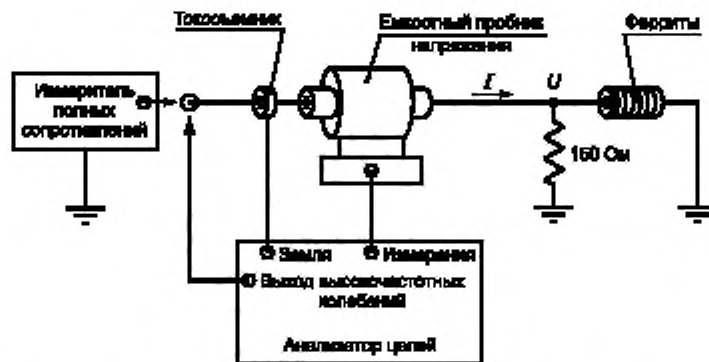 Токосъемник
Емкостный пробник
напряжения
Ферриты
Измеритель
полных
сопротивлений
I
U
150 Ом
Земля
Измерения
Выход высокочастотных
колебаний
Анализатор цепей